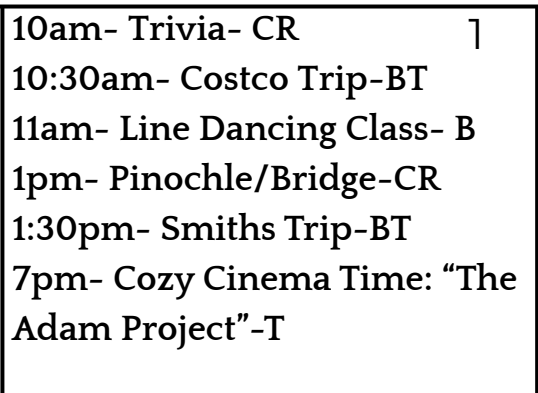 10am- Trivia- CR 1
10:30am- Costco Trip-BT
11am- Line Dancing Class- B
1pm- Pinochle/Bridge-CR
1:30pm- Smiths Trip-BT
7pm- Cozy Cinema Time: “The
Adam Project”-T